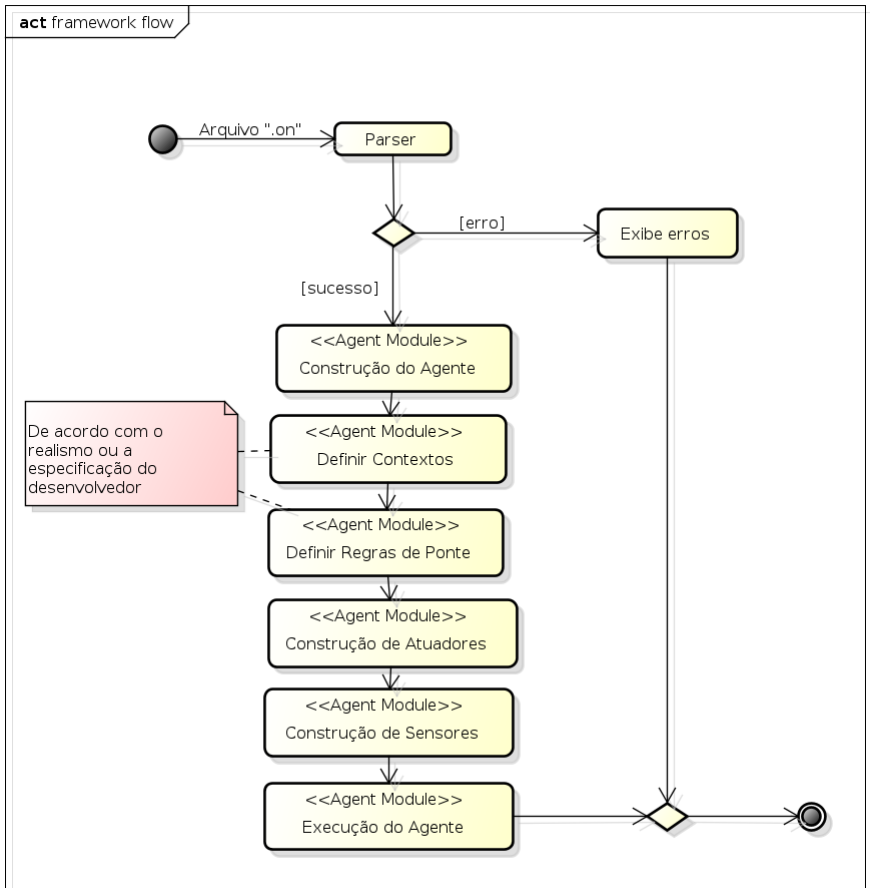 act framework flow
Arquivo ".on"
Parser
[erro]
Exibe erros
[sucesso]
<<Agent Module>>
Construção do Agente
<<Agent Module>>
Definir Contextos
De acordo com o
realismo ou a
especificação do
desenvolvedor
<<Agent Module>>
Definir Regras de Ponte
<<Agent Module>>
Construção de Atuadores
<<Agent Module>>
Construção de Sensores
<<Agent Module>>
Execução do Agente